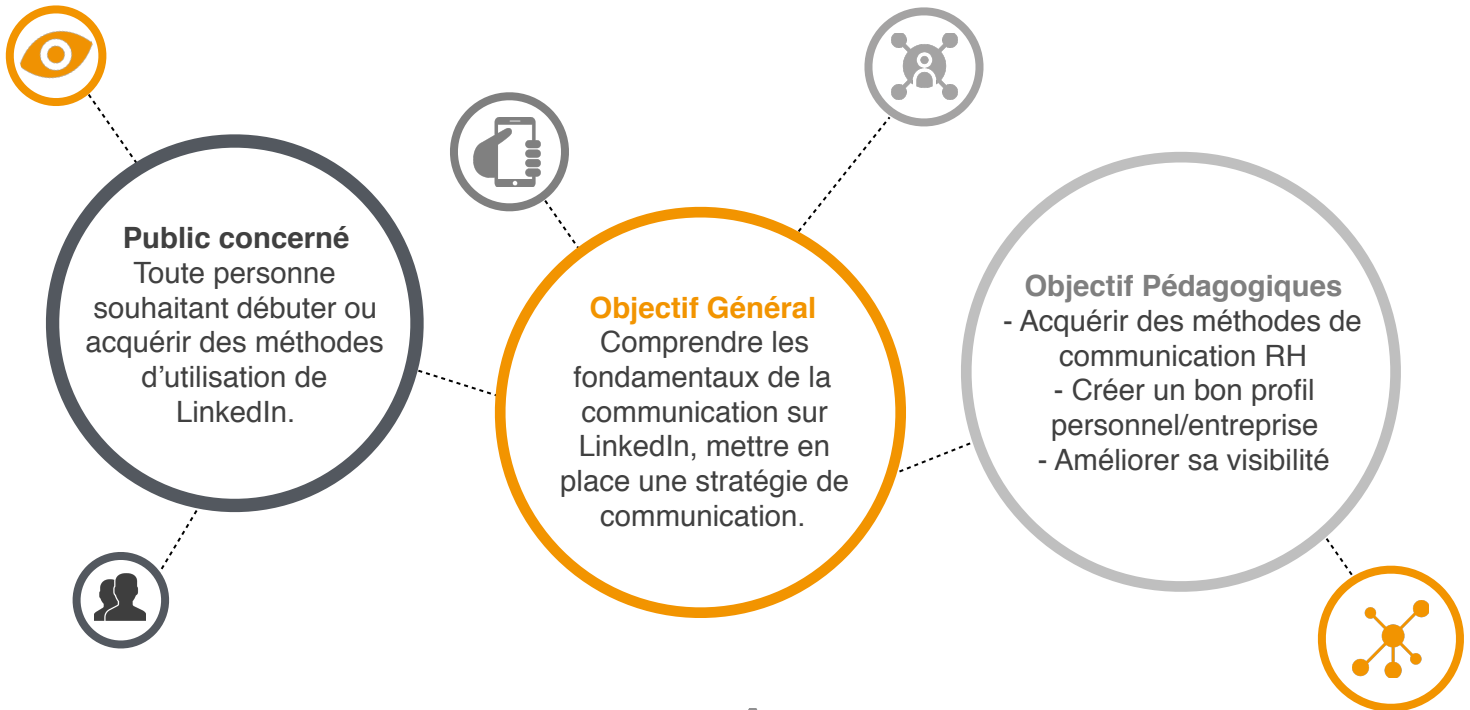 Public concerné
Toute personne
souhaitant débuter ou
acquérir des méthodes
d’utilisation de
LinkedIn.
Objectif Général
Comprendre les
fondamentaux de la
communication sur
LinkedIn, mettre en
place une stratégie de
communication.
Objectif Pédagogiques
- Acquérir des méthodes de
communication RH
- Créer un bon profil
personnel/entreprise
- Améliorer sa visibilité